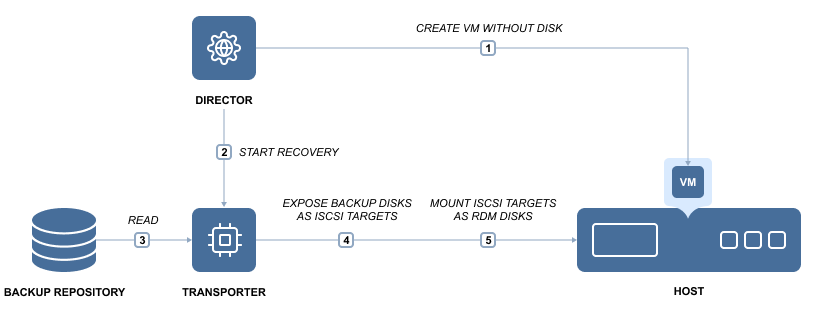 CREATE VM WITHOUT DISK
1
DIRECTOR
2 START RECOVERY
VM
READ
3
EXPOSE BACKUP DISKS
AS ISCSI TARGETS
4
MOUNT ISCSI TARGETS
AS RDM DISKS
5
BACKUP REPOSITORY
TRANSPORTER
HOST